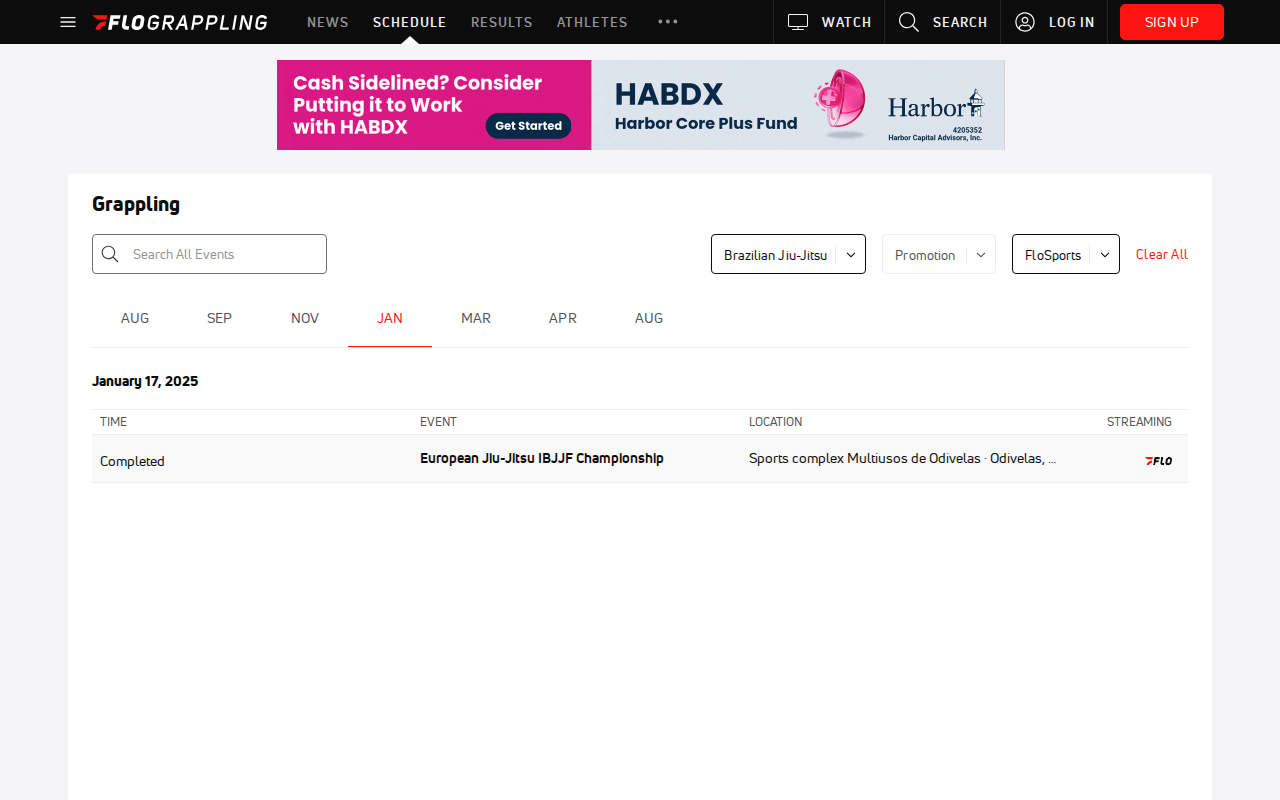 FLOGRAPPLING NEWS SCHEDULE RESULTS ATHLETES WATCH SEARCH LOG IN SIGN UP
Cash Sidelined? Consider
Putting it to Work
with HABDX
Get Started
HABDX
Harbor Core Plus Fund
Harbor
4205352
Harbor Capital Advisors, Inc.
Grappling
Search All Events Brazilian Jiu-Jitsu Promotion FloSports Clear All
AUG SEP NOV JAN MAR APR AUG
January 17, 2025
TIME EVENT LOCATION STREAMING
Completed European Jiu-Jitsu IBJJF Championship Sports complex Multiusos de Odivelas · Odivelas, ... FLO